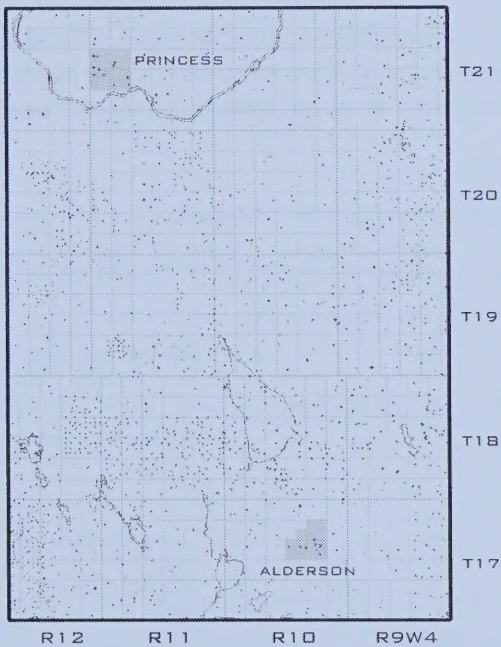 PRINCESS
T21
T20
T19
T18
T17
ALDERSON
R12 R11 R10 R9W4